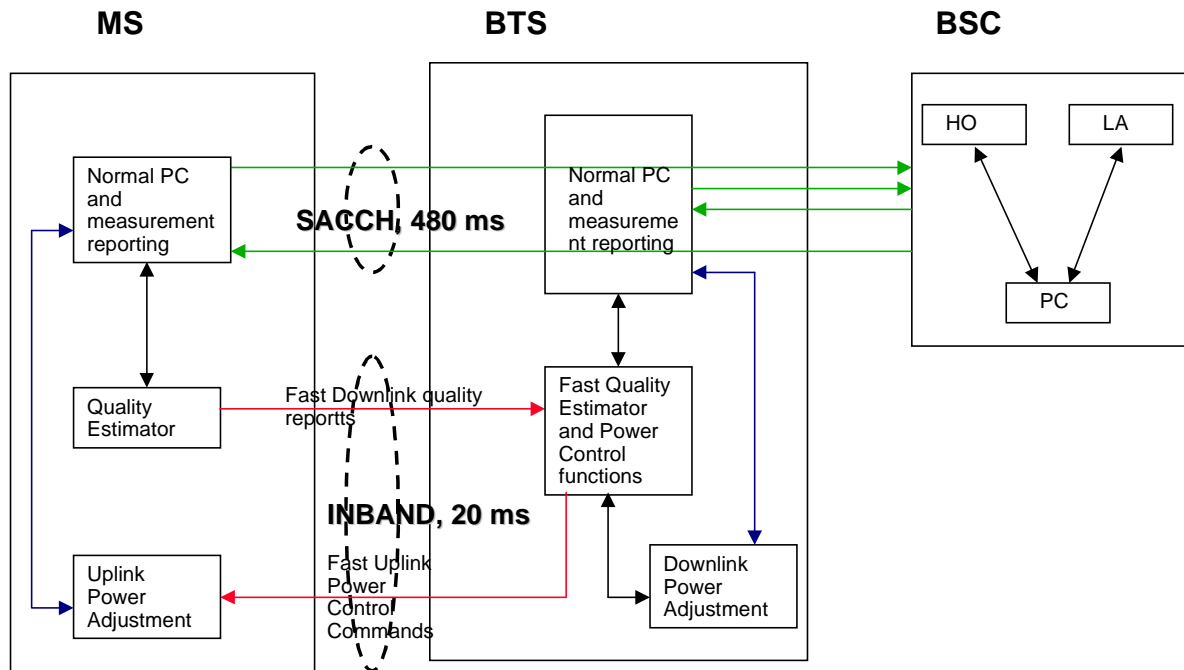 MS
BTS
BSC
HO
LA
PC
Normal PC
and
measurement
reporting
SACCH, 480 ms
Normal PC
and
measureme
nt reporting
Quality
Estimator
Fast Downlink quality
reportts
Fast Quality
Estimator
and Power
Control
functions
INBAND, 20 ms
Uplink
Power
Adjustment
Fast Uplink
Power
Control
Commands
Downlink
Power
Adjustment